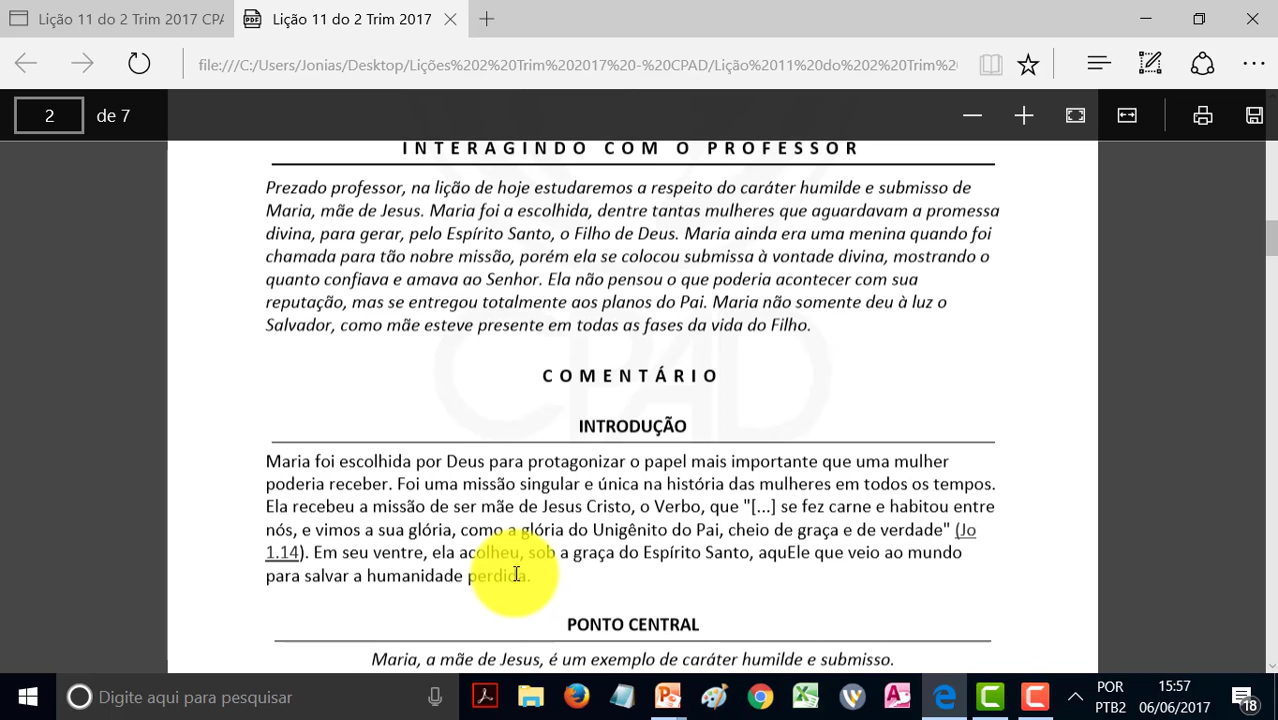 Lição 11 do 2 Trim 2017 CPA
Lição 11 do 2 Trim 2017
file:///C:/Users/Jonias/Desktop/Lições%202%20Trim%202017%20-%20CPAD/Lição%2011%20do%202%20Trim%2
2 de 7
INTERAGINDO COM O PROFESSOR
Prezado professor, na lição de hoje estudaremos a respeito do caráter humilde e submisso de
Maria, mãe de Jesus. Maria foi a escolhida, dentre tantas mulheres que aguardavam a promessa
divina, para gerar, pelo Espírito Santo, o Filho de Deus. Maria ainda era uma menina quando foi
chamada para tão nobre missão, porém ela se colocou submissa à vontade divina, mostrando o
quanto confiava e amava ao Senhor. Ela não pensou o que poderia acontecer com sua
reputação, mas se entregou totalmente aos planos do Pai. Maria não somente deu à luz o
Salvador, como mãe esteve presente em todas as fases da vida do Filho.
COMENTÁRIO
INTRODUÇÃO
Maria foi escolhida por Deus para protagonizar o papel mais importante que uma mulher
poderia receber. Foi uma missão singular e única na história das mulheres em todos os tempos.
Ela recebeu a missão de ser mãe de Jesus Cristo, o Verbo, que "[...] se fez carne e habitou entre
nós, e vimos a sua glória, como a glória do Unigênito do Pai, cheio de graça e de verdade" (Jo
1.14). Em seu ventre, ela acolheu, sob a graça do Espírito Santo, aquEle que veio ao mundo
para salvar a humanidade perdida.
PONTO CENTRAL
Maria, a mãe de Jesus, é um exemplo de caráter humilde e submisso.
CPAD
Digite aqui para pesquisar
POR
PTB2
15:57
06/06/2017
18